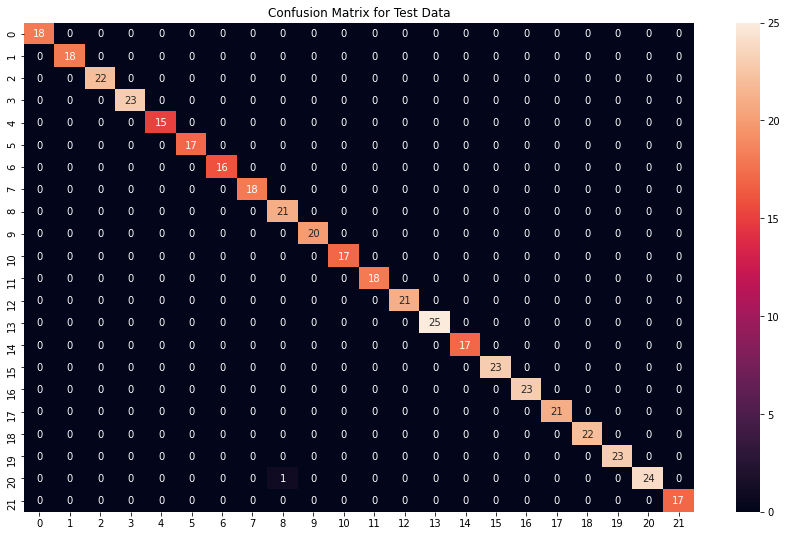 Confusion Matrix for Test Data
0 18 0 0 0 0 0 0 0 0 0 0 0 0 0 0 0 0 0 0 0 0 0 25
1 0 18 0 0 0 0 0 0 0 0 0 0 0 0 0 0 0 0 0 0 0 0
2 0 0 22 0 0 0 0 0 0 0 0 0 0 0 0 0 0 0 0 0 0 0
3 0 0 0 23 0 0 0 0 0 0 0 0 0 0 0 0 0 0 0 0 0 0
4 0 0 0 0 15 0 0 0 0 0 0 0 0 0 0 0 0 0 0 0 0 0 20
5 0 0 0 0 0 17 0 0 0 0 0 0 0 0 0 0 0 0 0 0 0 0
6 0 0 0 0 0 0 16 0 0 0 0 0 0 0 0 0 0 0 0 0 0 0
7 0 0 0 0 0 0 0 18 0 0 0 0 0 0 0 0 0 0 0 0 0 0
8 0 0 0 0 0 0 0 0 21 0 0 0 0 0 0 0 0 0 0 0 0 0 15
9 0 0 0 0 0 0 0 0 0 20 0 0 0 0 0 0 0 0 0 0 0 0
10 0 0 0 0 0 0 0 0 0 0 17 0 0 0 0 0 0 0 0 0 0 0
11 0 0 0 0 0 0 0 0 0 0 0 18 0 0 0 0 0 0 0 0 0 0
12 0 0 0 0 0 0 0 0 0 0 0 0 21 0 0 0 0 0 0 0 0 0
13 0 0 0 0 0 0 0 0 0 0 0 0 0 25 0 0 0 0 0 0 0 0 10
14 0 0 0 0 0 0 0 0 0 0 0 0 0 0 17 0 0 0 0 0 0 0
15 0 0 0 0 0 0 0 0 0 0 0 0 0 0 0 23 0 0 0 0 0 0
16 0 0 0 0 0 0 0 0 0 0 0 0 0 0 0 0 23 0 0 0 0 0
17 0 0 0 0 0 0 0 0 0 0 0 0 0 0 0 0 0 21 0 0 0 0 5
18 0 0 0 0 0 0 0 0 0 0 0 0 0 0 0 0 0 0 22 0 0 0
19 0 0 0 0 0 0 0 0 0 0 0 0 0 0 0 0 0 0 0 23 0 0
20 0 0 0 0 0 0 0 0 1 0 0 0 0 0 0 0 0 0 0 0 24 0
21 0 0 0 0 0 0 0 0 0 0 0 0 0 0 0 0 0 0 0 0 0 17 0
0 1 2 3 4 5 6 7 8 9 10 11 12 13 14 15 16 17 18 19 20 21